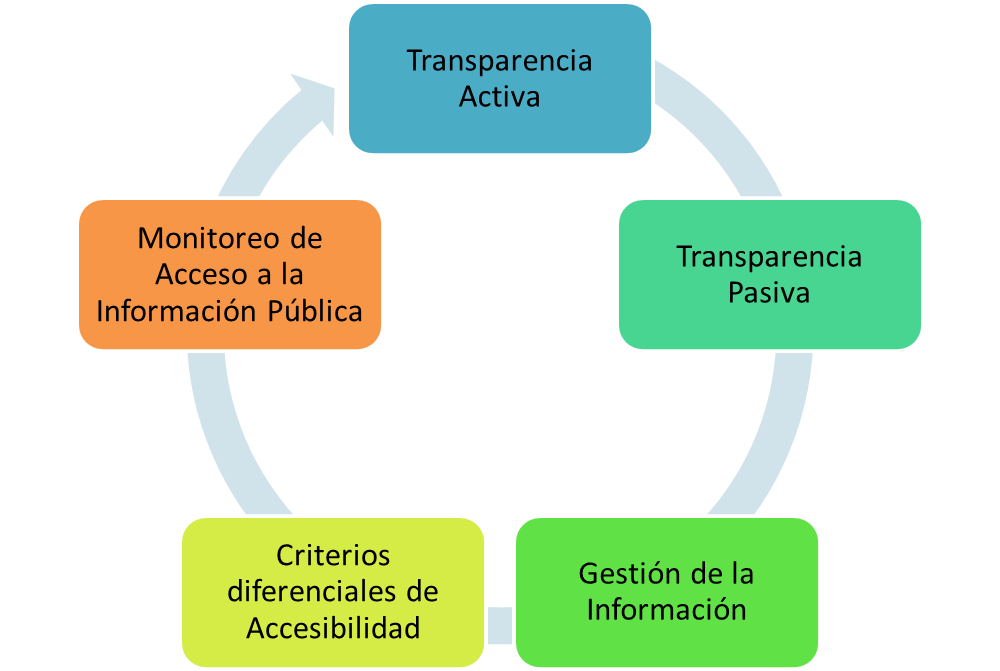 Transparencia
Activa
Transparencia
Pasiva
Gestión de la
Información
Criterios
diferenciales de
Accesibilidad
Monitoreo de
Acceso a la
Información Pública